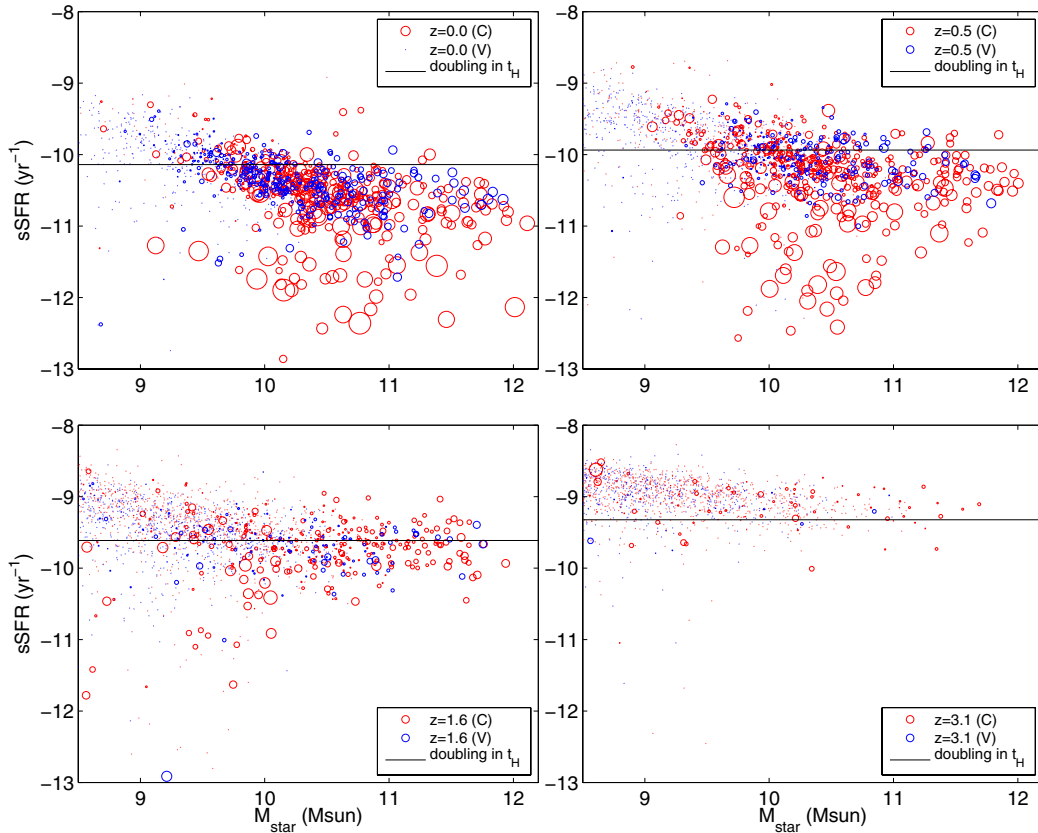 −8
−9
−10
−11
−12
−13
9 10 11 12
sSFR (yr⁻¹)
z=0.0 (C)
z=0.0 (V)
doubling in t_H
−8
−9
−10
−11
−12
−13
9 10 11 12
z=0.5 (C)
z=0.5 (V)
doubling in t_H
−8
−9
−10
−11
−12
−13
9 10 11 12
sSFR (yr⁻¹)
M_star (Msun)
z=1.6 (C)
z=1.6 (V)
doubling in t_H
−8
−9
−10
−11
−12
−13
9 10 11 12
M_star (Msun)
z=3.1 (C)
z=3.1 (V)
doubling in t_H